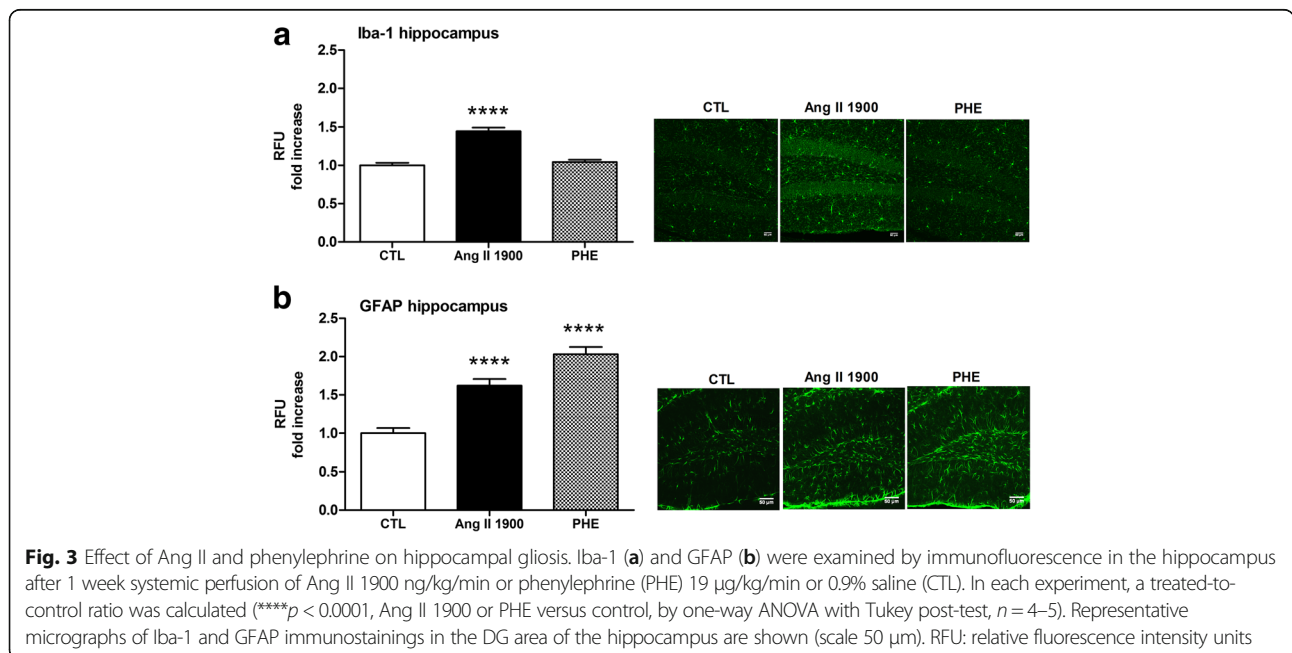 a
Iba-1 hippocampus
2.5
2.0
1.5
1.0
0.5
0.0
RFU
fold increase
****
CTL
Ang II 1900
PHE
CTL
Ang II 1900
PHE
b
GFAP hippocampus
2.5
2.0
1.5
1.0
0.5
0.0
RFU
fold increase
****
****
CTL
Ang II 1900
PHE
CTL
Ang II 1900
PHE
50 µm
50 µm
50 µm
Fig. 3 Effect of Ang II and phenylephrine on hippocampal gliosis. Iba-1 (a) and GFAP (b) were examined by immunofluorescence in the hippocampus
after 1 week systemic perfusion of Ang II 1900 ng/kg/min or phenylephrine (PHE) 19 µg/kg/min or 0.9% saline (CTL). In each experiment, a treated-to-
control ratio was calculated (****p < 0.0001, Ang II 1900 or PHE versus control, by one-way ANOVA with Tukey post-test, n = 4–5). Representative
micrographs of Iba-1 and GFAP immunostainings in the DG area of the hippocampus are shown (scale 50 µm). RFU: relative fluorescence intensity units